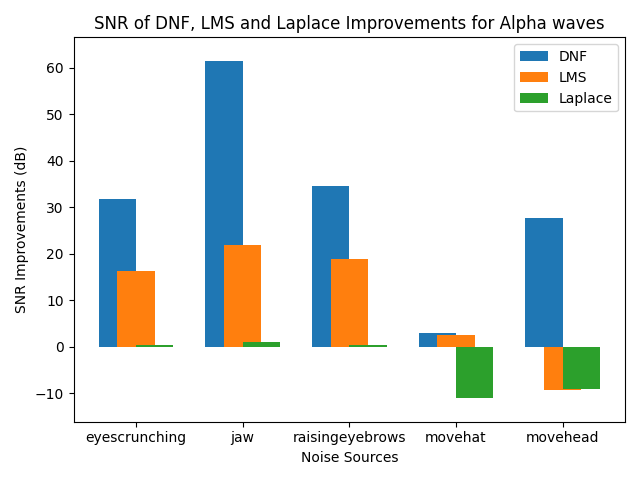 SNR of DNF, LMS and Laplace Improvements for Alpha waves
DNF
LMS
Laplace
SNR Improvements (dB)
60
50
40
30
20
10
0
−10
eyescrunching
jaw
raisingeyebrows
movehat
movehead
Noise Sources